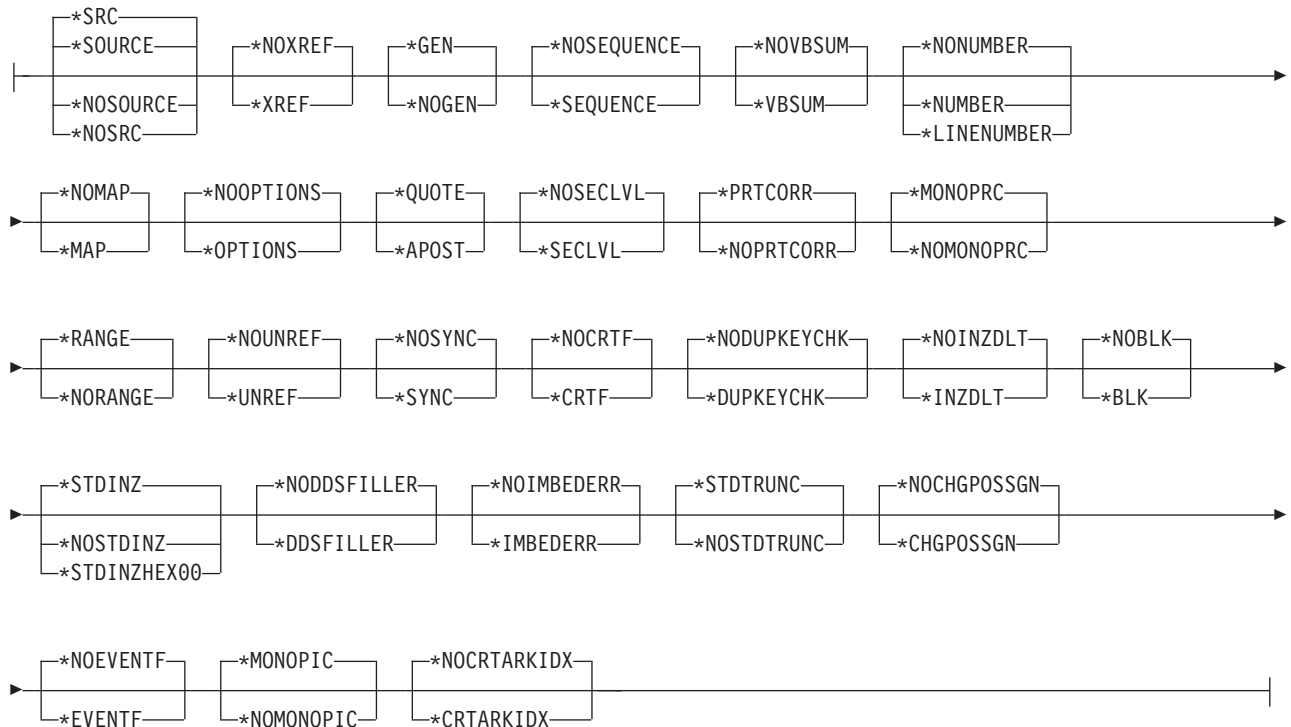 *SRC
*SOURCE *NOXREF *GEN *NOSEQUENCE *NOVBSUM *NONUMBER
*NOSOURCE *XREF *NOGEN *SEQUENCE *VBSUM *NUMBER
*NOSRC *LINENUMBER
*NOMAP *NOOPTIONS *QUOTE *NOSECLVL *PRTCORR *MONOPRC
*MAP *OPTIONS *APOST *SECLVL *NOPRTCORR *NOMONOPRC
*RANGE *NOUNREF *NOSYNC *NOCRTF *NODUPKEYCHK *NOINZDLT *NOBLK
*NORANGE *UNREF *SYNC *CRTF *DUPKEYCHK *INZDLT *BLK
*STDINZ *NODDSFILLER *NOIMBEDERR *STDTRUNC *NOCHGPOSSGN
*NOSTDINZ *DDSFILLER *IMBEDERR *NOSTDTRUNC *CHGPOSSGN
*STDINZHEX00
*NOEVENTF *MONOPIC *NOCRTARKIDX
*EVENTF *NOMONOPIC *CRTARKIDX